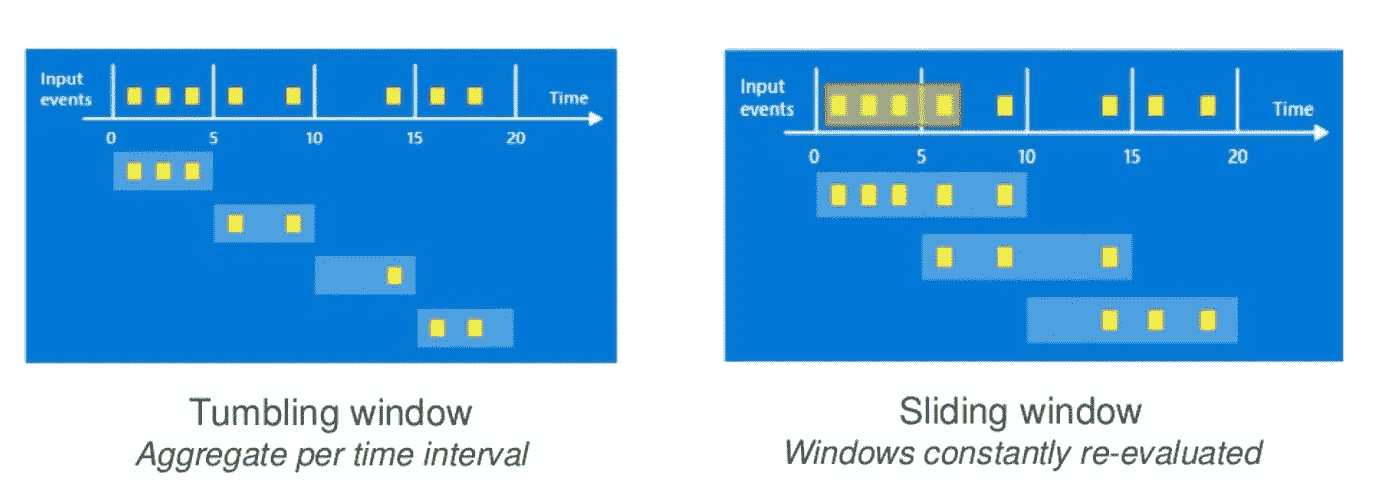 Input
events
Time
0 5 10 15 20
Tumbling window
Aggregate per time interval
Input
events
Time
0 5 10 15 20
Sliding window
Windows constantly re-evaluated